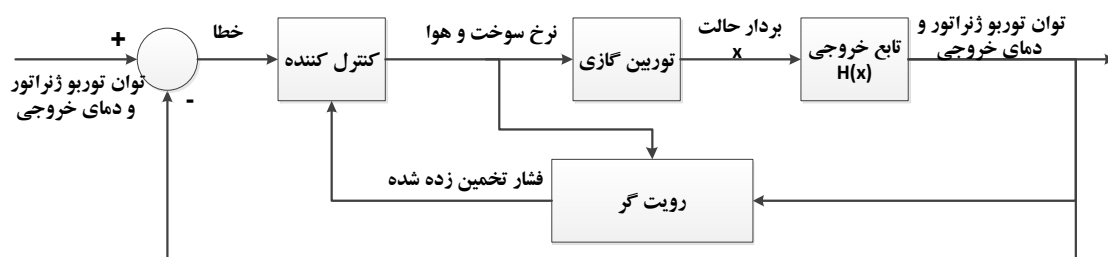 +
-
توان توربو ژنراتور
و دمای خروجی
خطا
کنترل کننده
نرخ سوخت و هوا
توربین گازی
بردار حالت
x
تابع خروجی
H(x)
توان توربو ژنراتور و
دمای خروجی
فشار تخمین زده شده
رویت گر